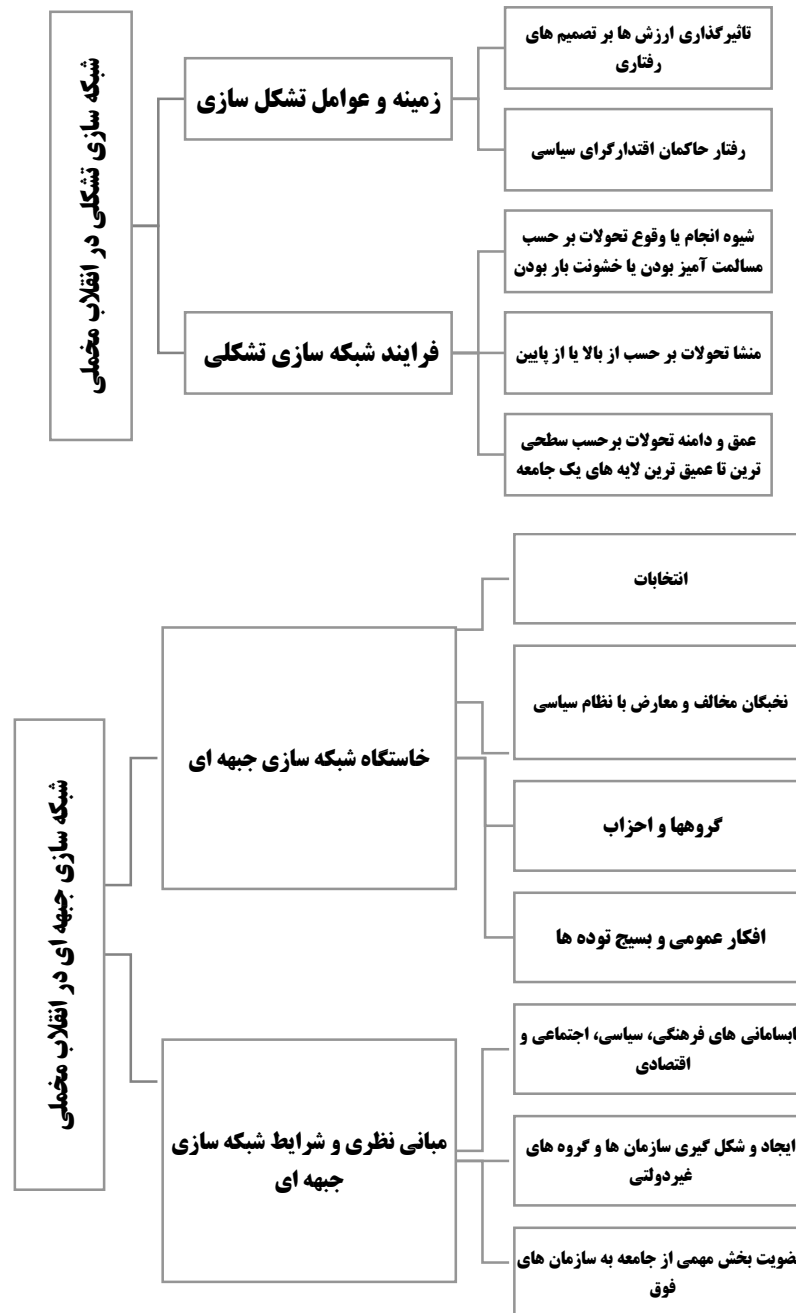 شبکه سازی تشکلی در انقلاب مخملی
زمینه و عوامل تشکل سازی
تاثیرگذاری ارزش ها بر تصمیم های
رفتاری
رفتار حاکمان اقتدارگرای سیاسی
فرایند شبکه سازی تشکلی
شیوه انجام یا وقوع تحولات بر حسب
مسالمت آمیز بودن یا خشونت بار بودن
منشا تحولات بر حسب از بالا یا از پایین
عمق و دامنه تحولات برحسب سطحی
ترین تا عمیق ترین لایه های یک جامعه
شبکه سازی جبهه ای در انقلاب مخملی
خاستگاه شبکه سازی جبهه ای
انتخابات
نخبگان مخالف و معارض با نظام سیاسی
گروهها و احزاب
افکار عمومی و بسیج توده ها
مبانی نظری و شرایط شبکه سازی
جبهه ای
ابسامانی های فرهنگی، سیاسی، اجتماعی و
اقتصادی
ایجاد و شکل گیری سازمان ها و گروه های
غیردولتی
ضویت بخش مهمی از جامعه به سازمان های
فوق